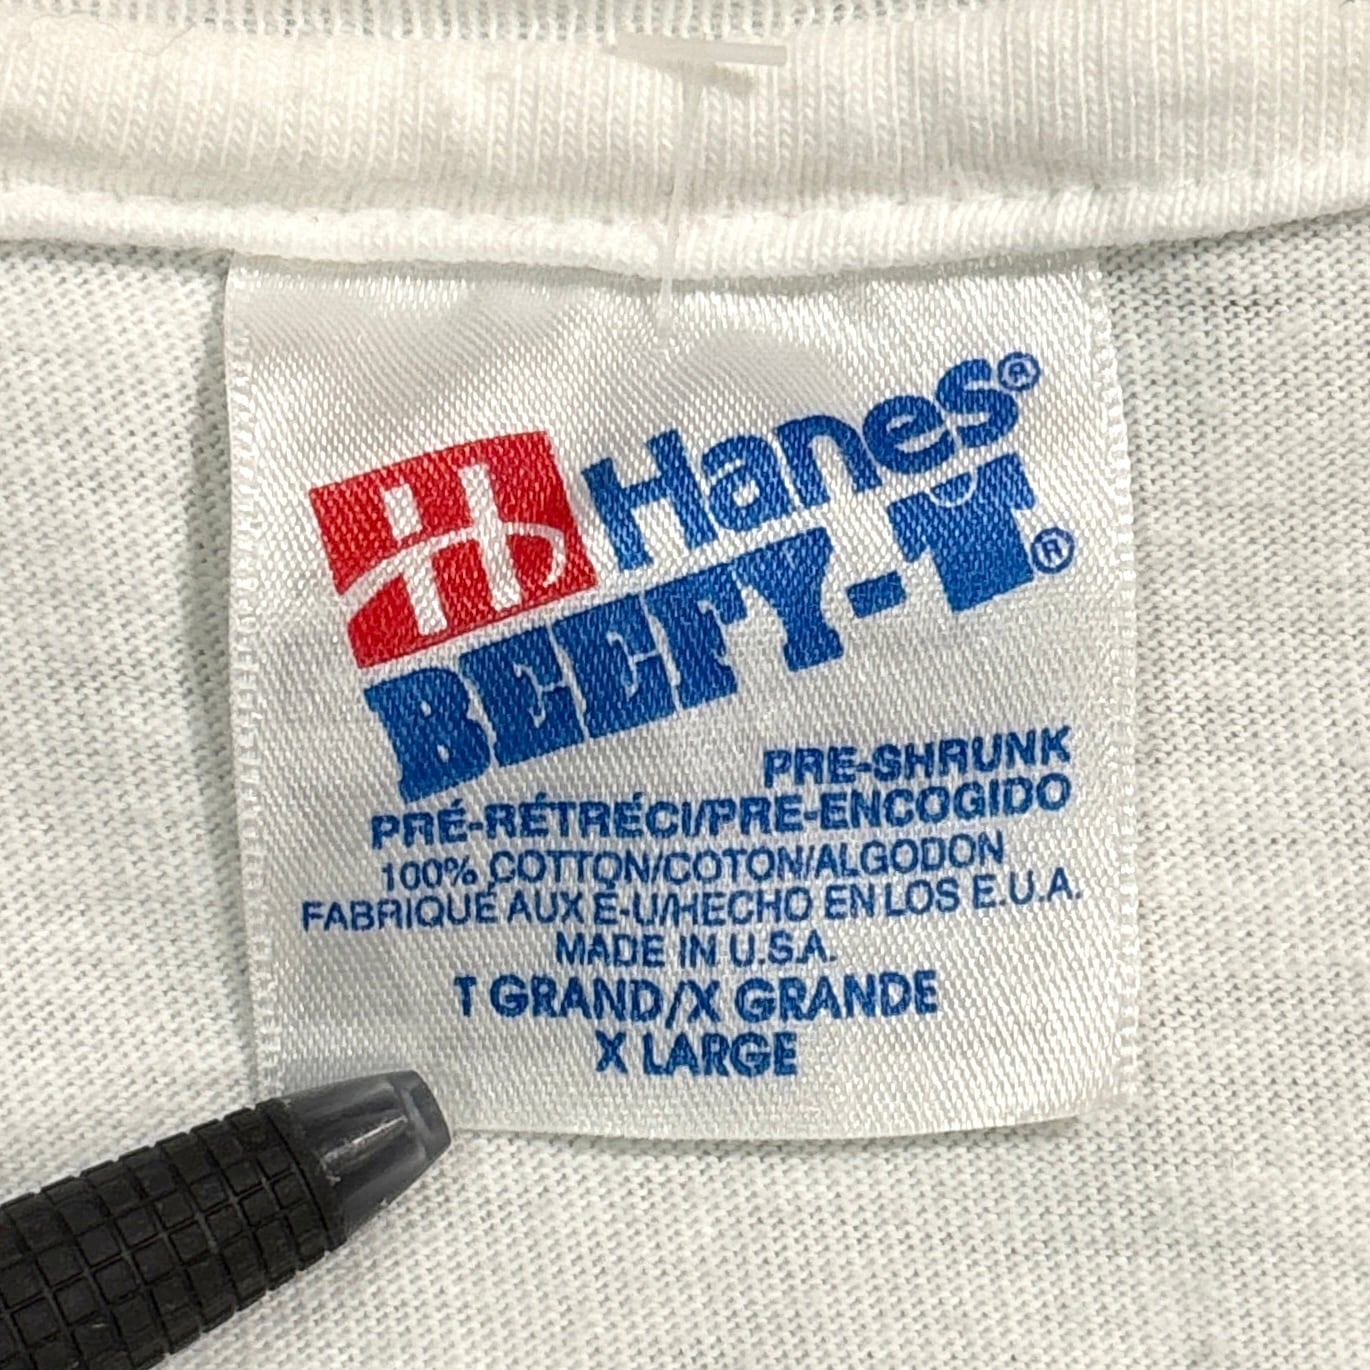 Hanes®
BEEFY-T®
PRE-SHRUNK
PRÉ-RÉTRÉCI/PRE-ENCOGIDO
100% COTTON/COTON/ALGODON
FABRIQUÉ AUX É-U/HECHO EN LOS E.U.A.
MADE IN U.S.A.
T GRAND/X GRANDE
X LARGE